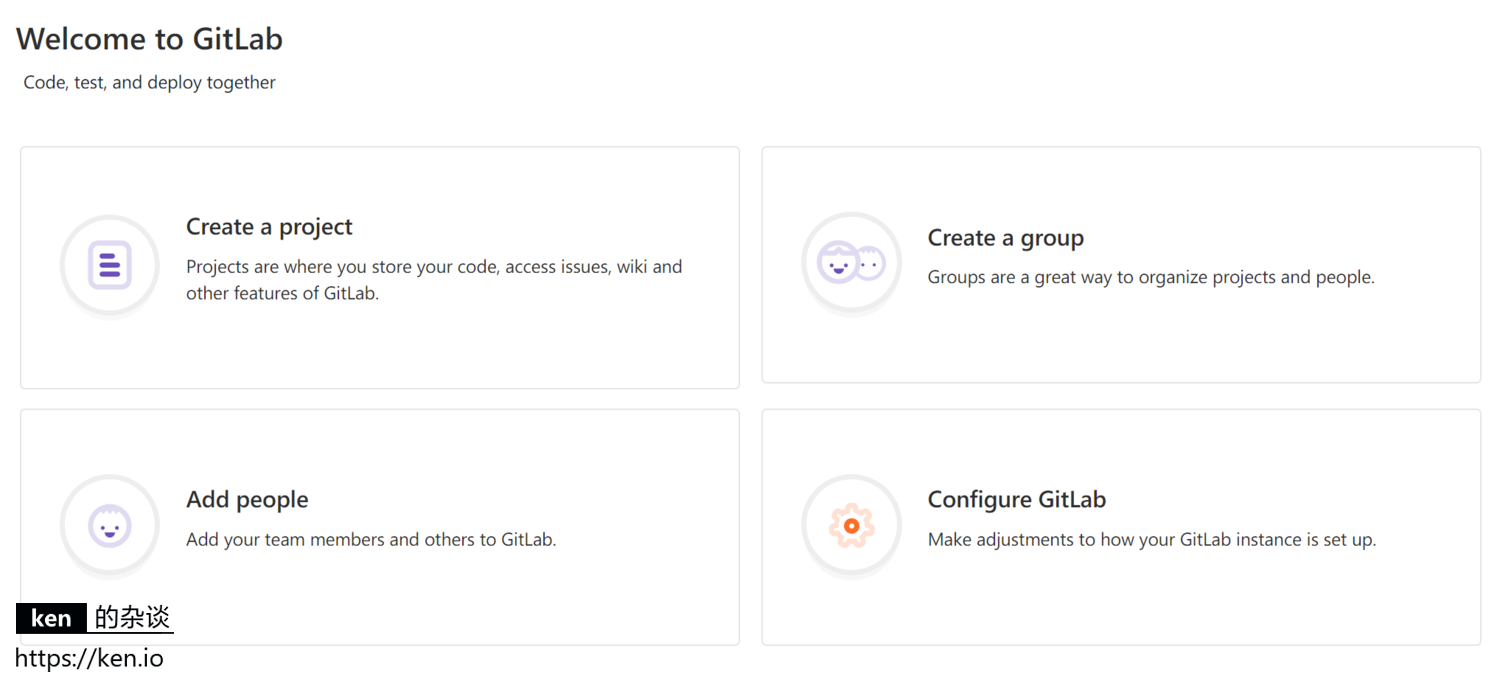 Welcome to GitLab
Code, test, and deploy together
Create a project
Projects are where you store your code, access issues, wiki and
other features of GitLab.
Create a group
Groups are a great way to organize projects and people.
Add people
Add your team members and others to GitLab.
Configure GitLab
Make adjustments to how your GitLab instance is set up.
ken 的杂谈
https://ken.io